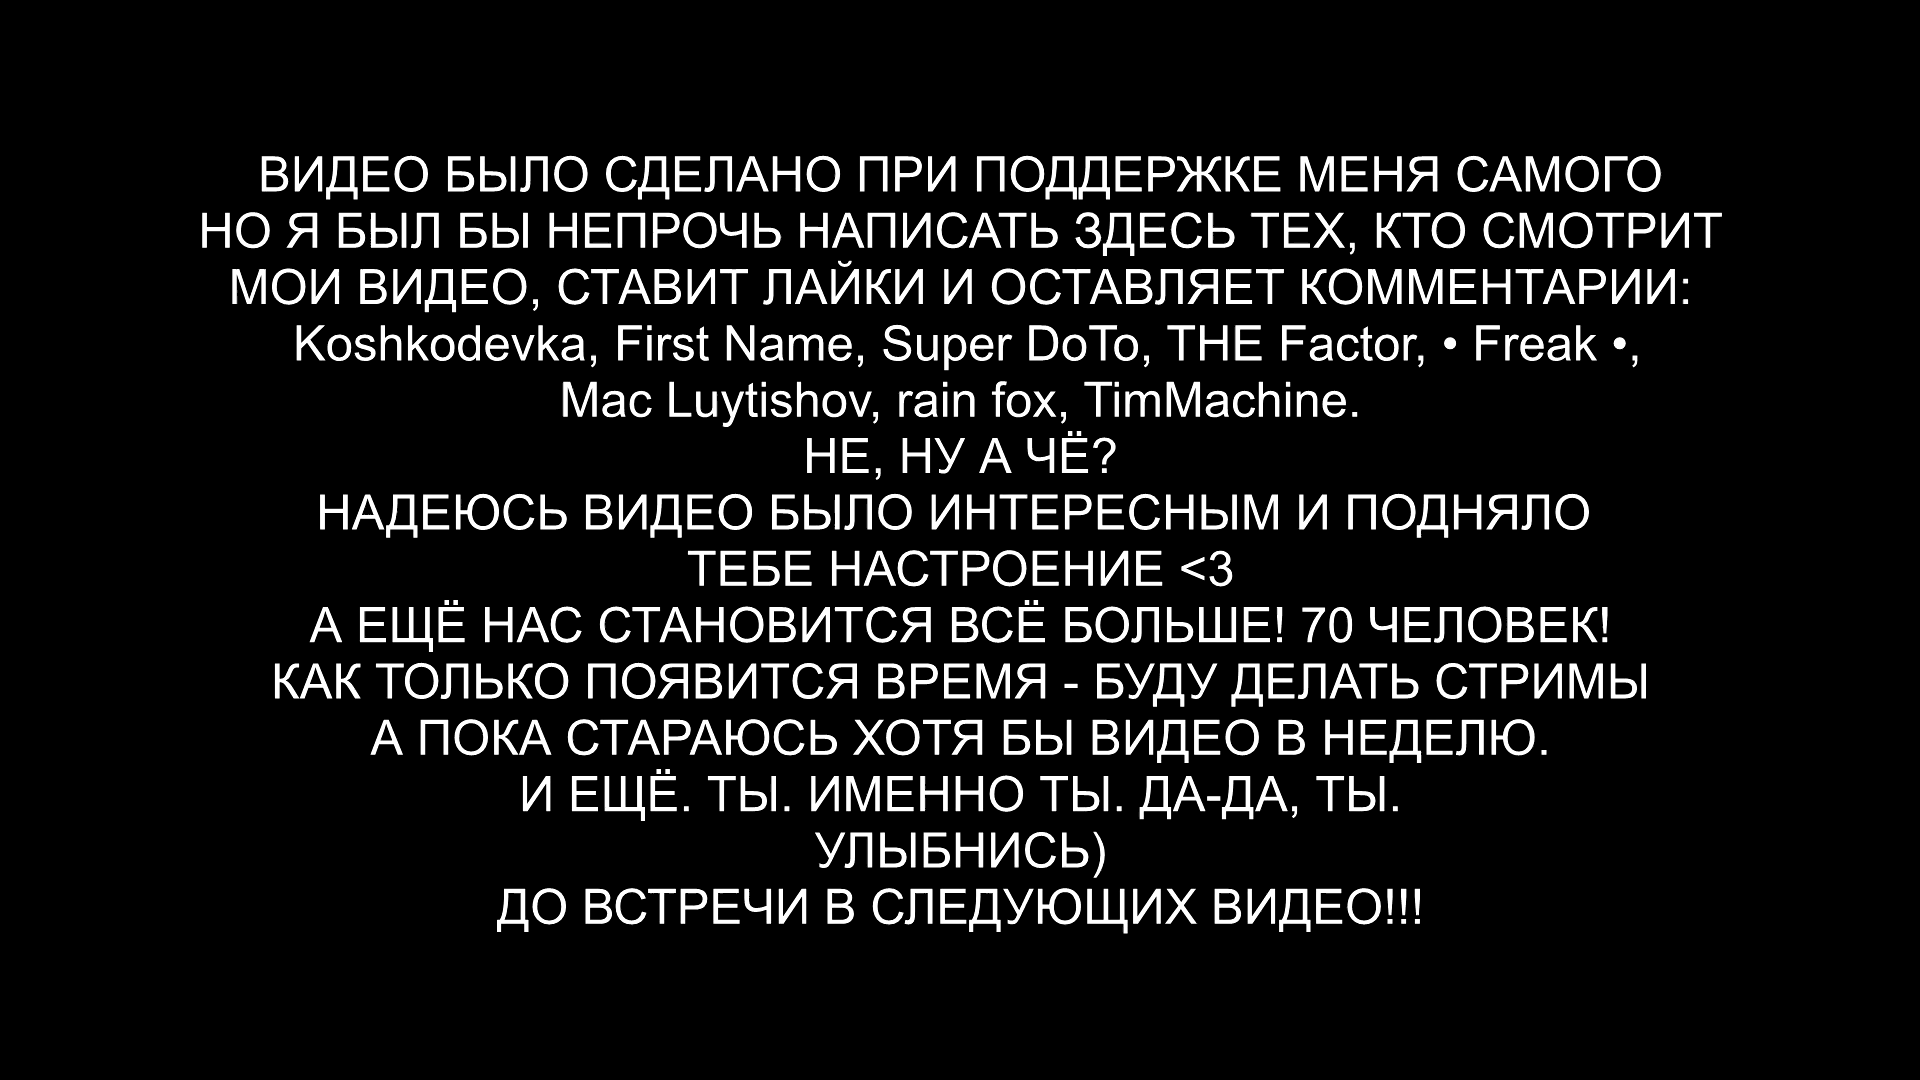 ВИДЕО БЫЛО СДЕЛАНО ПРИ ПОДДЕРЖКЕ МЕНЯ САМОГО
НО Я БЫЛ БЫ НЕПРОЧЬ НАПИСАТЬ ЗДЕСЬ ТЕХ, КТО СМОТРИТ
МОИ ВИДЕО, СТАВИТ ЛАЙКИ И ОСТАВЛЯЕТ КОММЕНТАРИИ:
Koshkodevka, First Name, Super DoTo, THE Factor, • Freak •,
Mac Luytishov, rain fox, TimMachine.
НЕ, НУ А ЧЁ?
НАДЕЮСЬ ВИДЕО БЫЛО ИНТЕРЕСНЫМ И ПОДНЯЛО
ТЕБЕ НАСТРОЕНИЕ <3
А ЕЩЁ НАС СТАНОВИТСЯ ВСЁ БОЛЬШЕ! 70 ЧЕЛОВЕК!
КАК ТОЛЬКО ПОЯВИТСЯ ВРЕМЯ - БУДУ ДЕЛАТЬ СТРИМЫ
А ПОКА СТАРАЮСЬ ХОТЯ БЫ ВИДЕО В НЕДЕЛЮ.
И ЕЩЁ. ТЫ. ИМЕННО ТЫ. ДА-ДА, ТЫ.
УЛЫБНИСЬ)
ДО ВСТРЕЧИ В СЛЕДУЮЩИХ ВИДЕО!!!